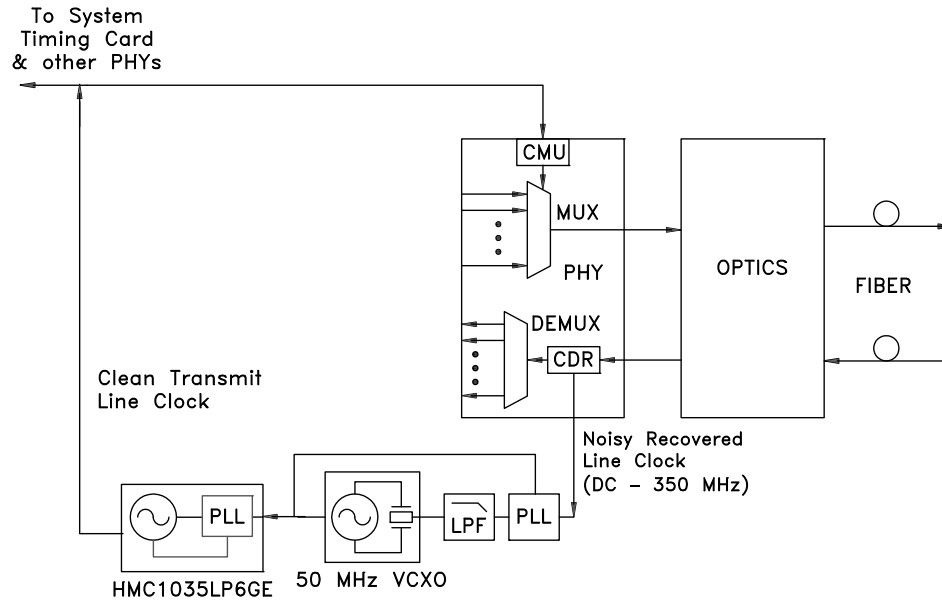 To System
Timing Card
& other PHYs
CMU
MUX
PHY
OPTICS
FIBER
DEMUX
CDR
Clean Transmit
Line Clock
Noisy Recovered
Line Clock
(DC - 350 MHz)
PLL
LPF
PLL
HMC1035LP6GE
50 MHz VCXO